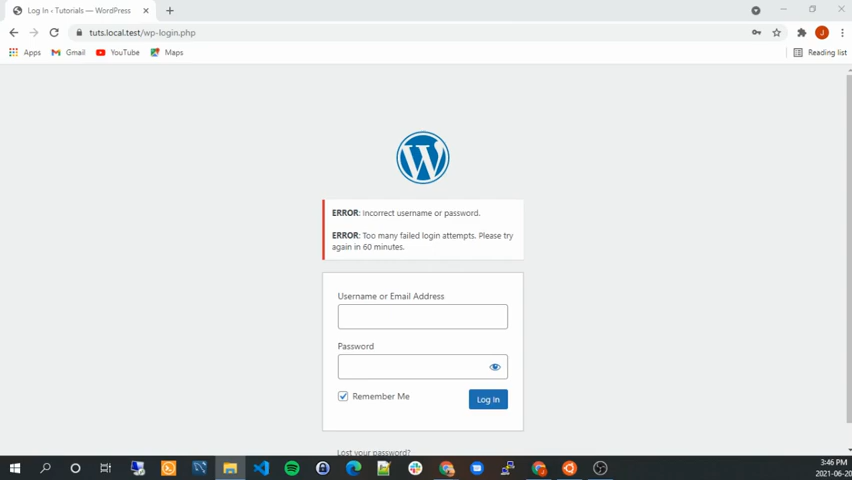 Log In ‹ Tutorials — WordPress
tuts.local.test/wp-login.php
J
Apps
Gmail
YouTube
Maps
Reading list
W
ERROR: Incorrect username or password.
ERROR: Too many failed login attempts. Please try
again in 60 minutes.
Username or Email Address
Password
Remember Me
Log In
Lost your password?
3:46 PM
2021-06-20